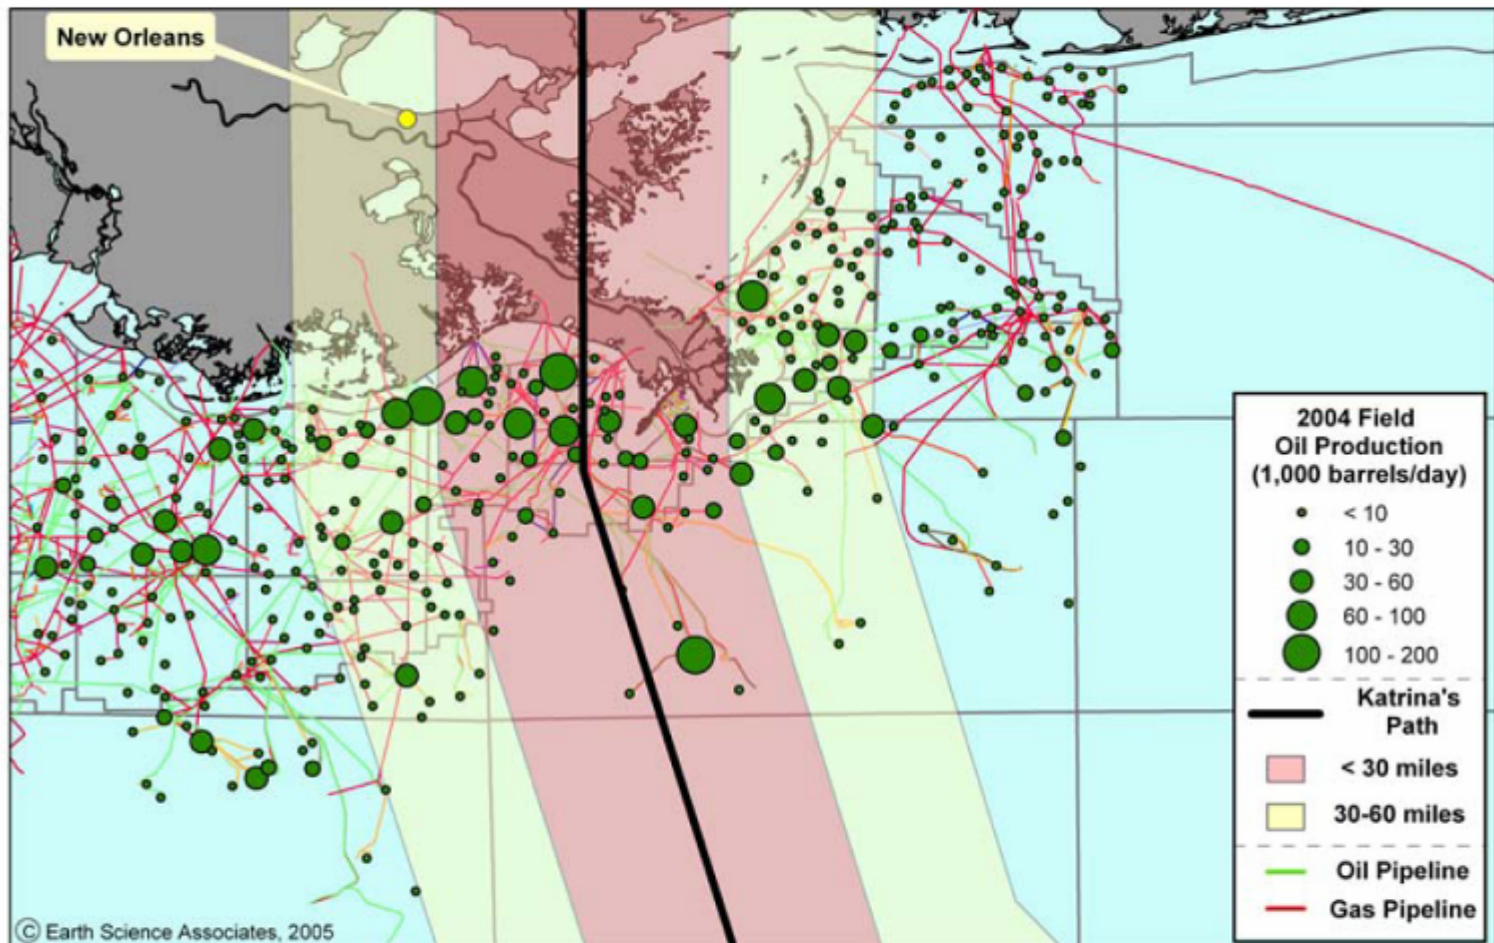 New Orleans
2004 Field
Oil Production
(1,000 barrels/day)
< 10
10 - 30
30 - 60
60 - 100
100 - 200
Katrina's
Path
< 30 miles
30-60 miles
Oil Pipeline
Gas Pipeline
© Earth Science Associates, 2005